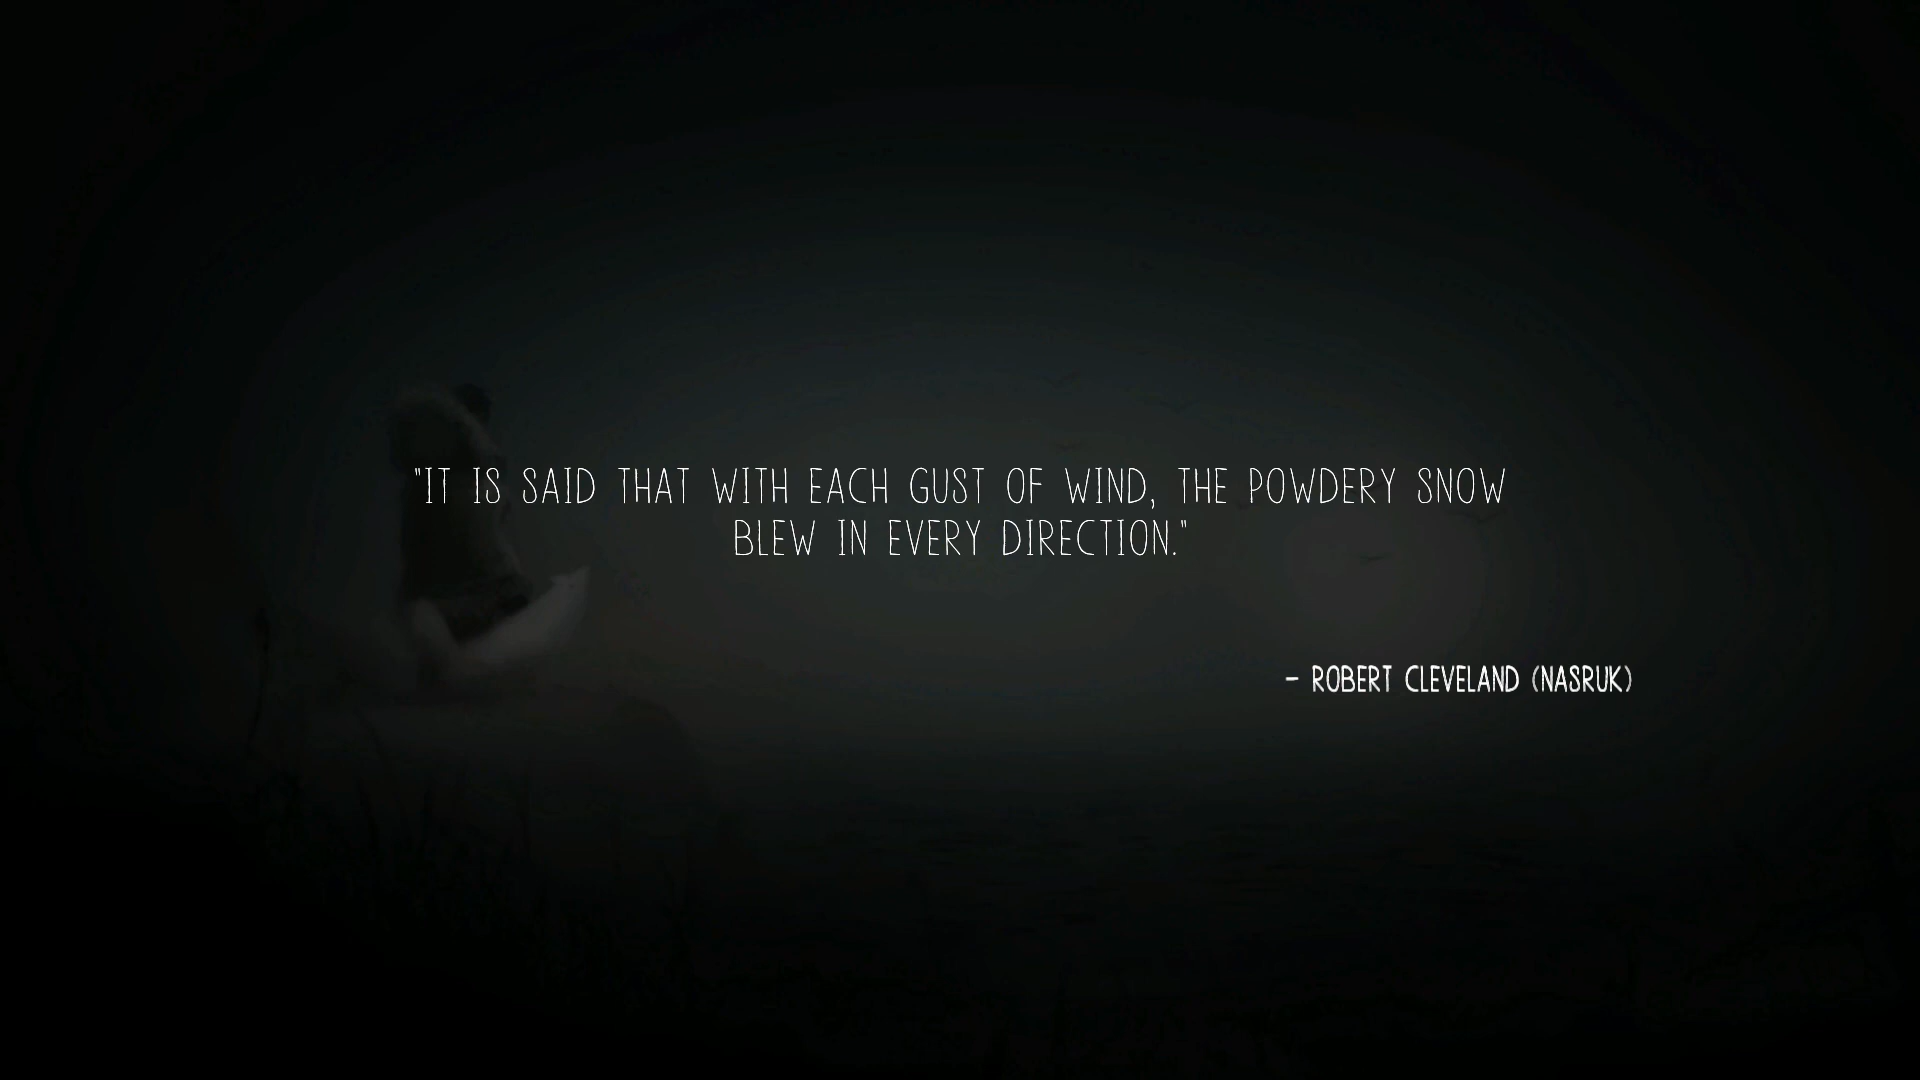 "IT IS SAID THAT WITH EACH GUST OF WIND, THE POWDERY SNOW
BLEW IN EVERY DIRECTION."
- ROBERT CLEVELAND (NASRUK)